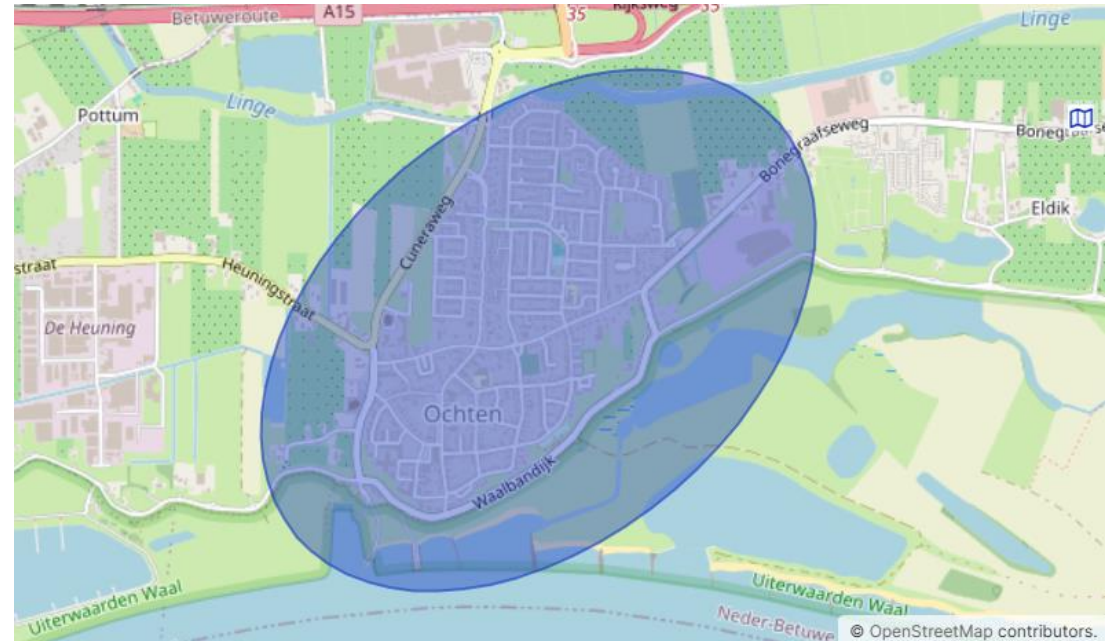 Betuweroute
A15
35
Rijksweg
35
Linge
Linge
Pottum
Bonegraafseweg
Eldik
Cuneraweg
straat
Heuningstraat
De Heuning
Ochten
Waalbandijk
Uiterwaarden Waal
Uiterwaarden Waal
Neder-Betuwe
© OpenStreetMap contributors.